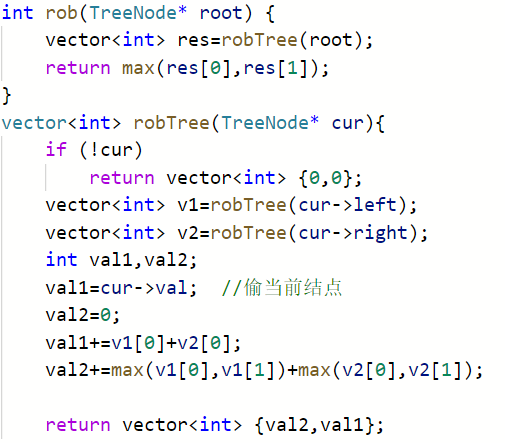 int rob(TreeNode* root) {
    vector<int> res=robTree(root);
    return max(res[0],res[1]);
}
vector<int> robTree(TreeNode* cur){
    if (!cur)
        return vector<int> {0,0};
    vector<int> v1=robTree(cur->left);
    vector<int> v2=robTree(cur->right);
    int val1,val2;
    val1=cur->val;  //偷当前结点
    val2=0;
    val1+=v1[0]+v2[0];
    val2+=max(v1[0],v1[1])+max(v2[0],v2[1]);
    return vector<int> {val2,val1};